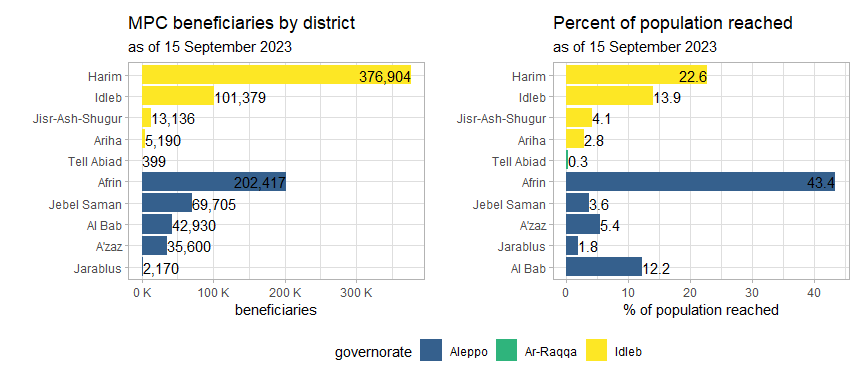 MPC beneficiaries by district
as of 15 September 2023
Harim 376,904
Idleb 101,379
Jisr-Ash-Shugur 13,136
Ariha 5,190
Tell Abiad 399
Afrin 202,417
Jebel Saman 69,705
Al Bab 42,930
A'zaz 35,600
Jarablus 2,170
0 K 100 K 200 K 300 K
beneficiaries
Percent of population reached
as of 15 September 2023
Harim 22.6
Idleb 13.9
Jisr-Ash-Shugur 4.1
Ariha 2.8
Tell Abiad 0.3
Afrin 43.4
Jebel Saman 3.6
A'zaz 5.4
Jarablus 1.8
Al Bab 12.2
0 10 20 30 40
% of population reached
governorate Aleppo Ar-Raqqa Idleb